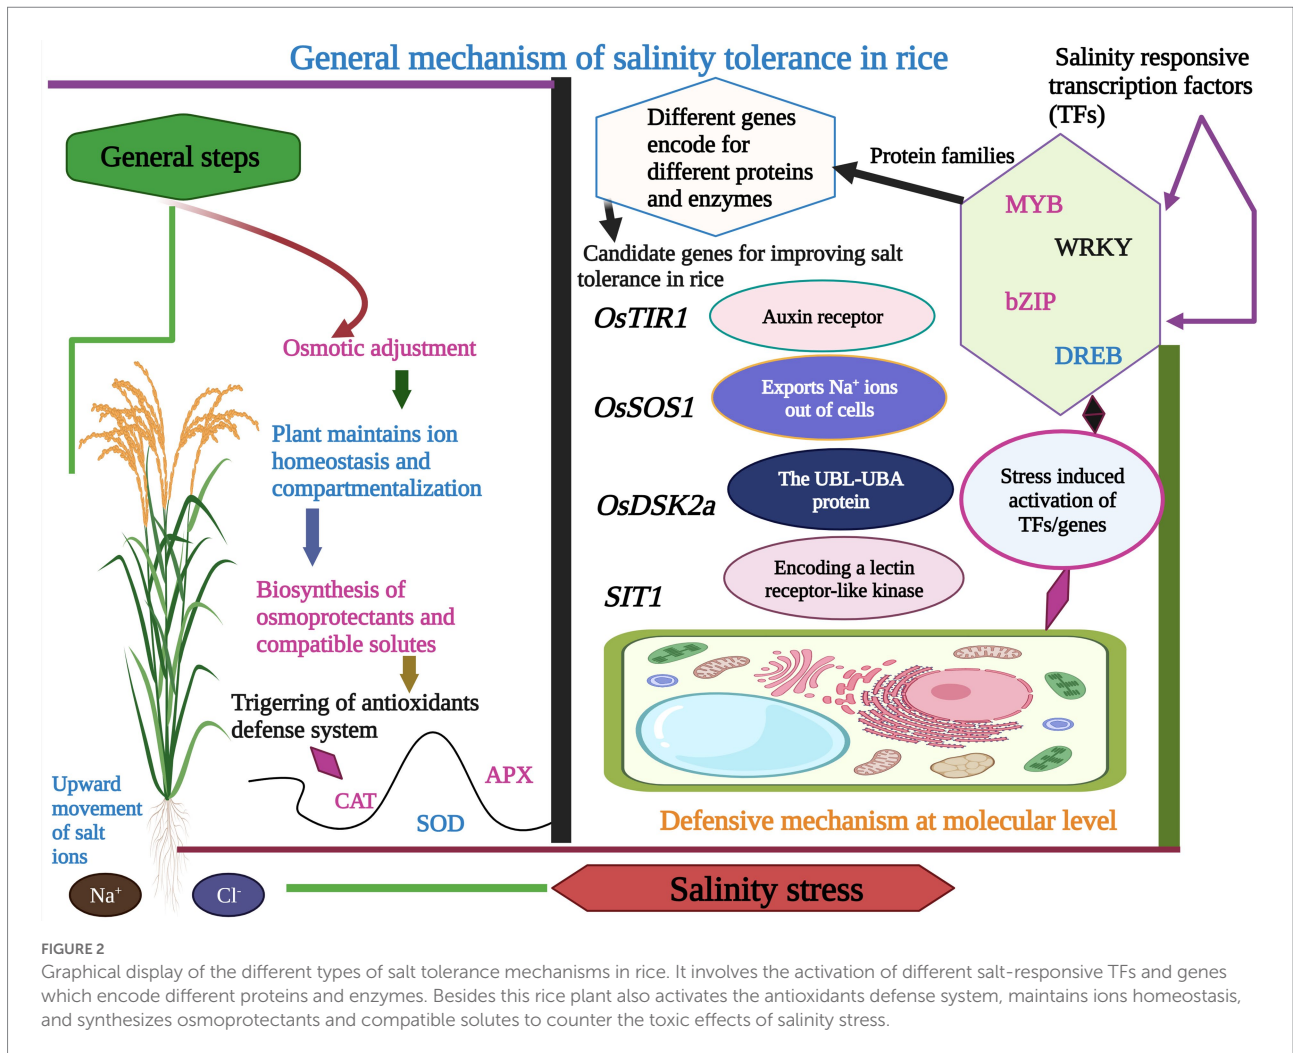 General mechanism of salinity tolerance in rice
General steps
Osmotic adjustment
Plant maintains ion
homeostasis and
compartmentalization
Biosynthesis of
osmoprotectants and
compatible solutes
Trigerring of antioxidants
defense system
CAT
SOD
APX
Upward
movement
of salt
ions
Na+
Cl-
Salinity stress
Different genes
encode for
different proteins
and enzymes
Protein families
Salinity responsive
transcription factors
(TFs)
MYB
WRKY
bZIP
DREB
Candidate genes for improving salt
tolerance in rice
OsTIR1
Auxin receptor
OsSOS1
Exports Na+ ions
out of cells
OsDSK2a
The UBL-UBA
protein
SIT1
Encoding a lectin
receptor-like kinase
Stress induced
activation of
TFs/genes
Defensive mechanism at molecular level
FIGURE 2
Graphical display of the different types of salt tolerance mechanisms in rice. It involves the activation of different salt-responsive TFs and genes
which encode different proteins and enzymes. Besides this rice plant also activates the antioxidants defense system, maintains ions homeostasis,
and synthesizes osmoprotectants and compatible solutes to counter the toxic effects of salinity stress.